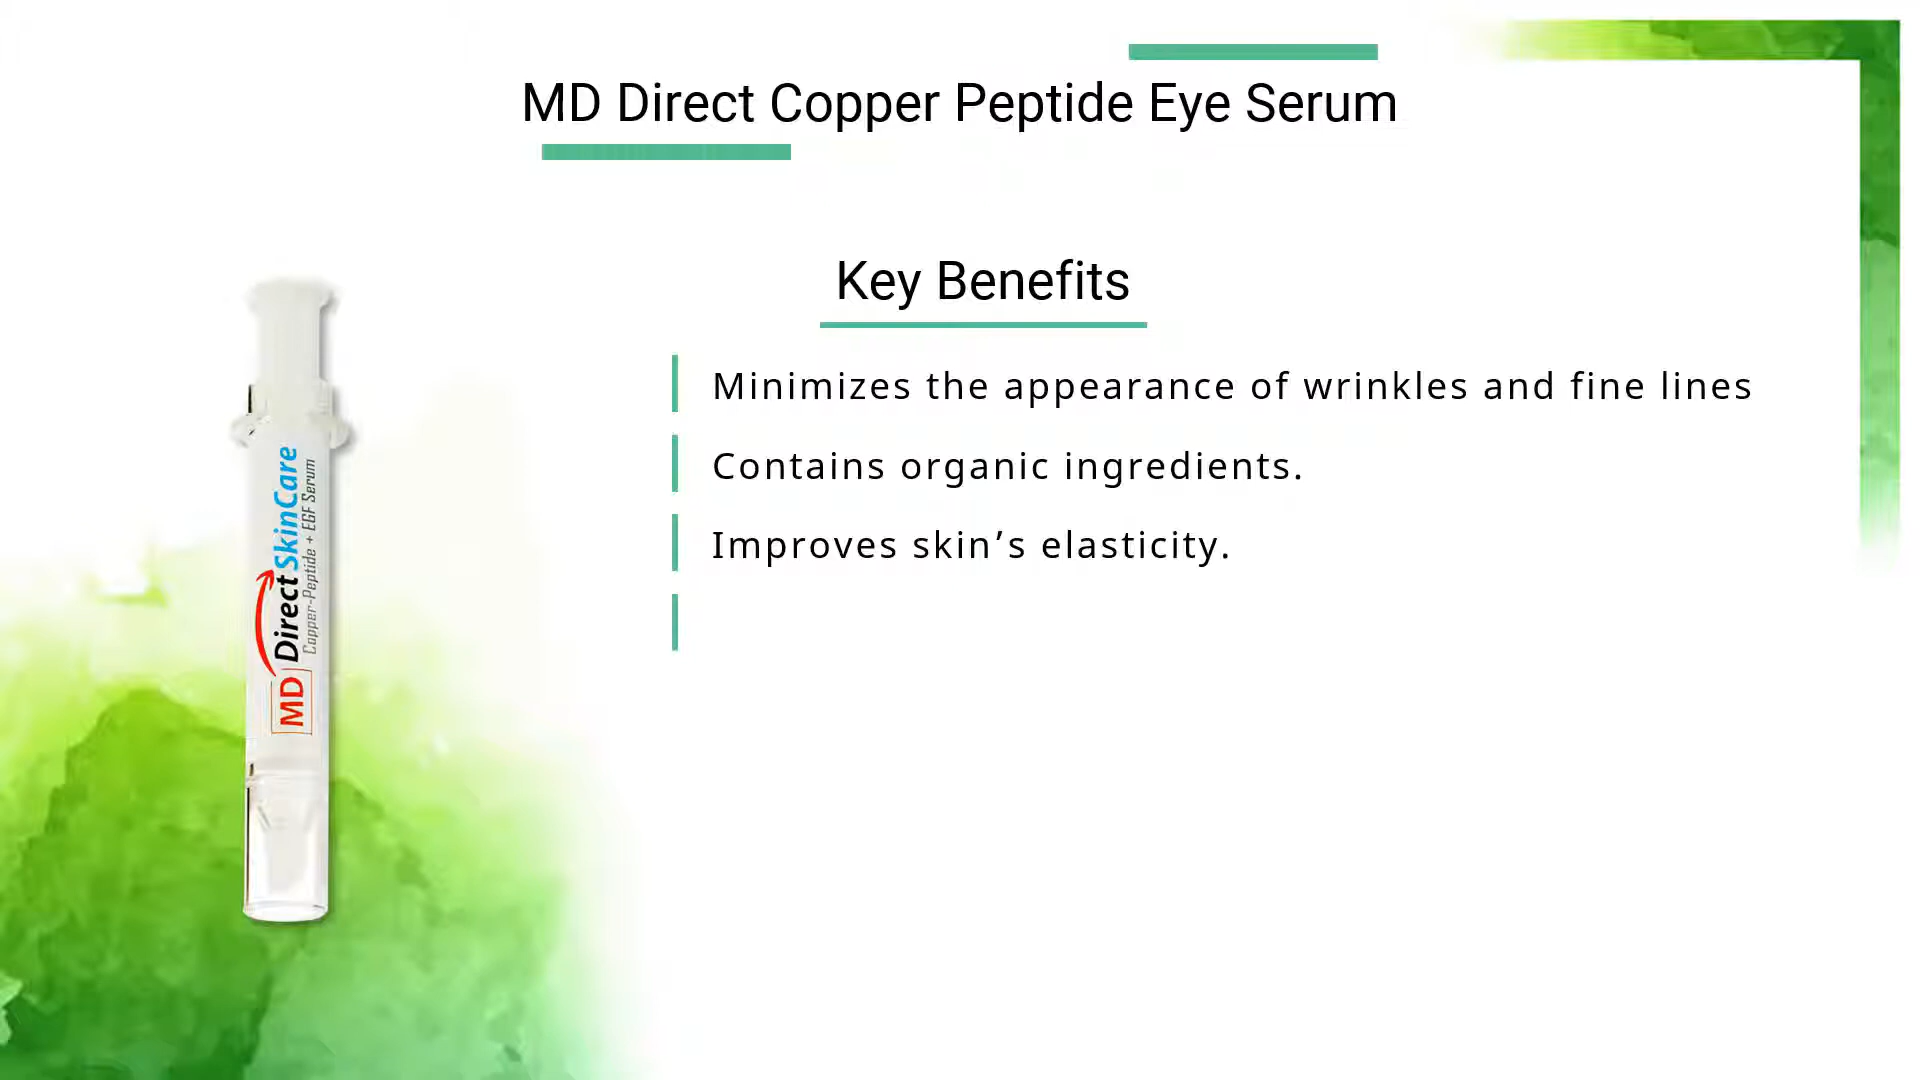 MD Direct Copper Peptide Eye Serum
Key Benefits
Minimizes the appearance of wrinkles and fine lines
Contains organic ingredients.
Improves skin’s elasticity.
MD Direct SkinCare
Copper-Peptide + EGF Serum